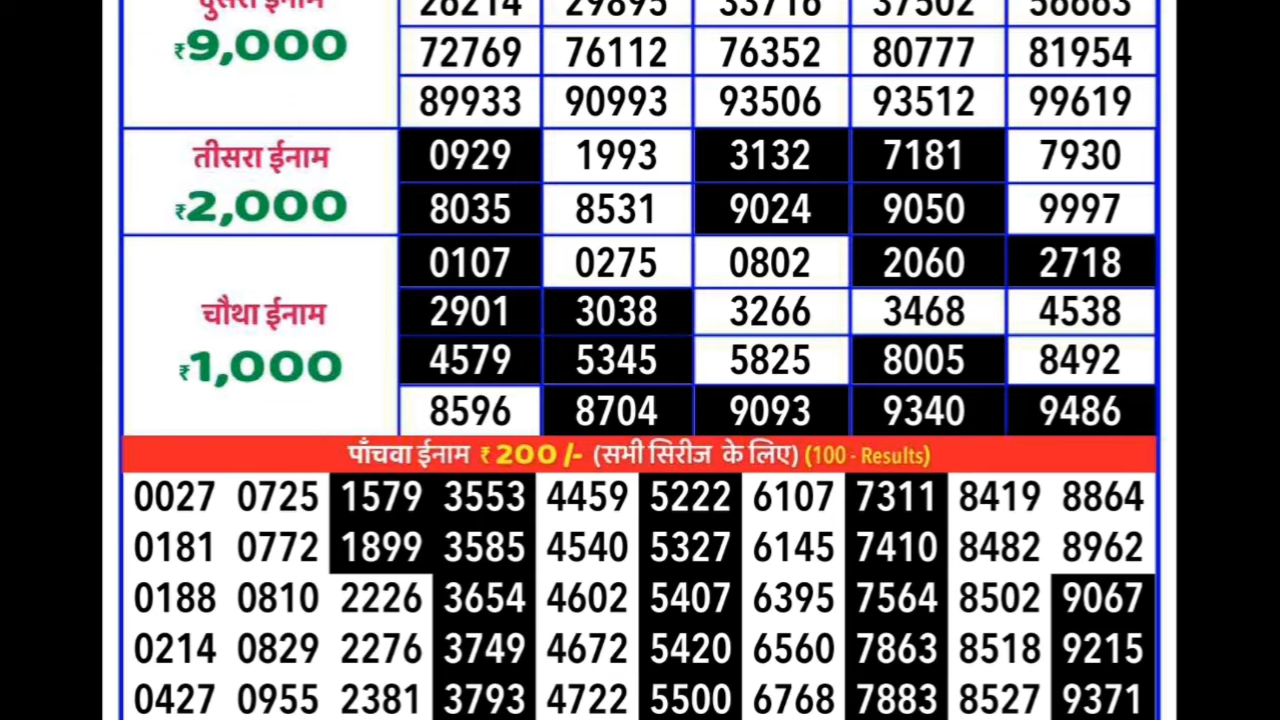 दुसरा ईनाम 28214 29895 33716 37502 56663
₹9,000 72769 76112 76352 80777 81954
89933 90993 93506 93512 99619
तीसरा ईनाम 0929 1993 3132 7181 7930
₹2,000 8035 8531 9024 9050 9997
0107 0275 0802 2060 2718
चौथा ईनाम 2901 3038 3266 3468 4538
₹1,000 4579 5345 5825 8005 8492
8596 8704 9093 9340 9486
पाँचवा ईनाम ₹200/- (सभी सिरीज के लिए) (100 - Results)
0027 0725 1579 3553 4459 5222 6107 7311 8419 8864
0181 0772 1899 3585 4540 5327 6145 7410 8482 8962
0188 0810 2226 3654 4602 5407 6395 7564 8502 9067
0214 0829 2276 3749 4672 5420 6560 7863 8518 9215
0427 0955 2381 3793 4722 5500 6768 7883 8527 9371